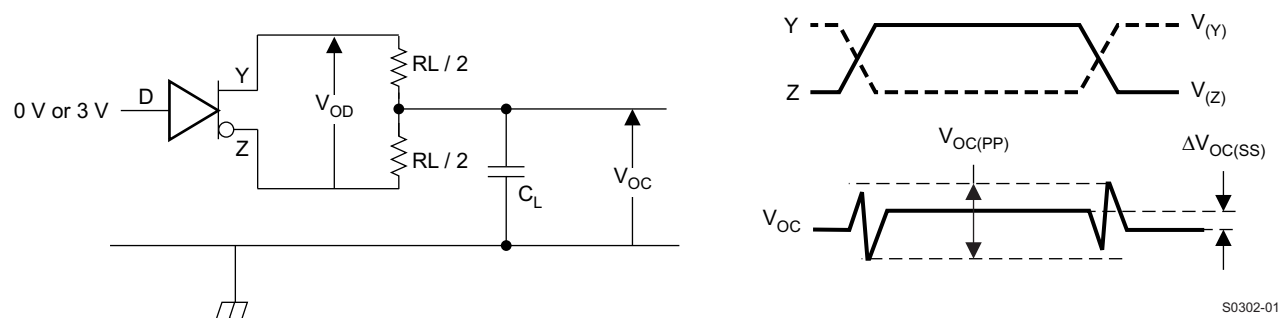 0 V or 3 V
D
Y
Z
V_OD
RL / 2
RL / 2
C_L
V_OC
Y
Z
V_(Y)
V_(Z)
V_OC(PP)
ΔV_OC(SS)
V_OC
S0302-01